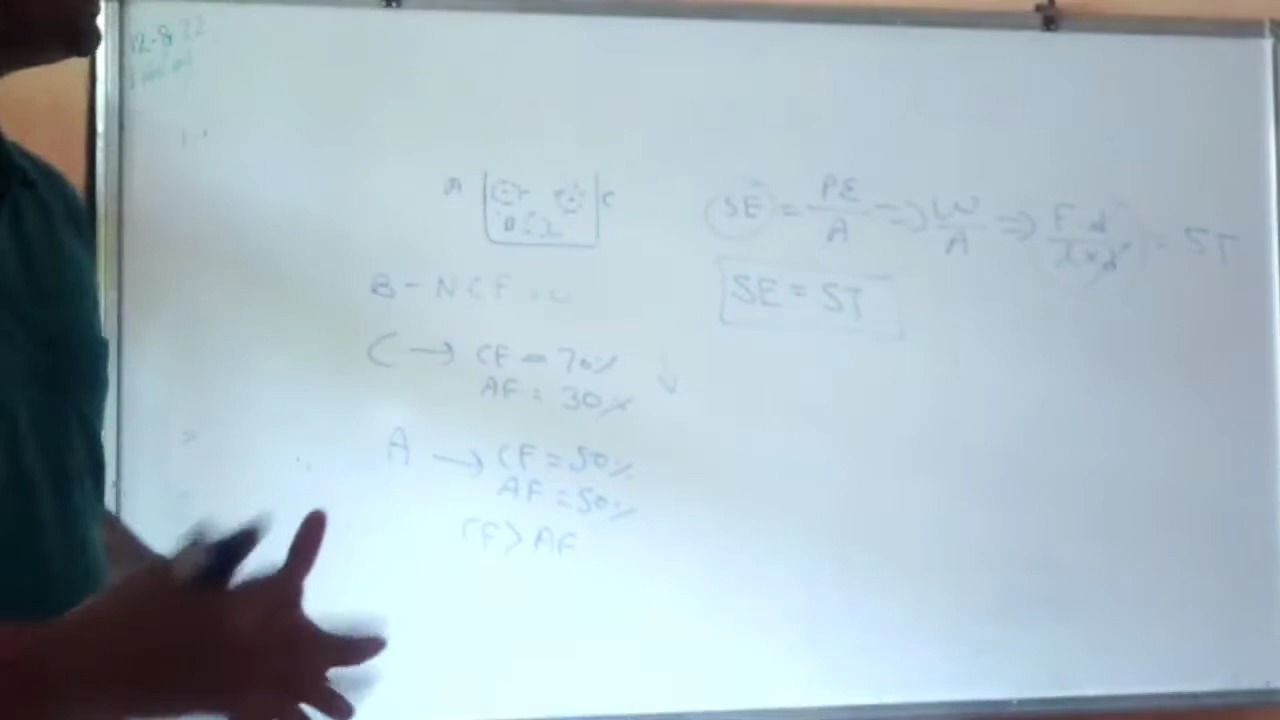 12-8-22
A B C
B - NCF = 0
C → CF = 70%
AF = 30%
A → CF = 50%
AF = 50%
CF > AF
SE = PE/A => W/A => F d/l×d = ST
SE = ST